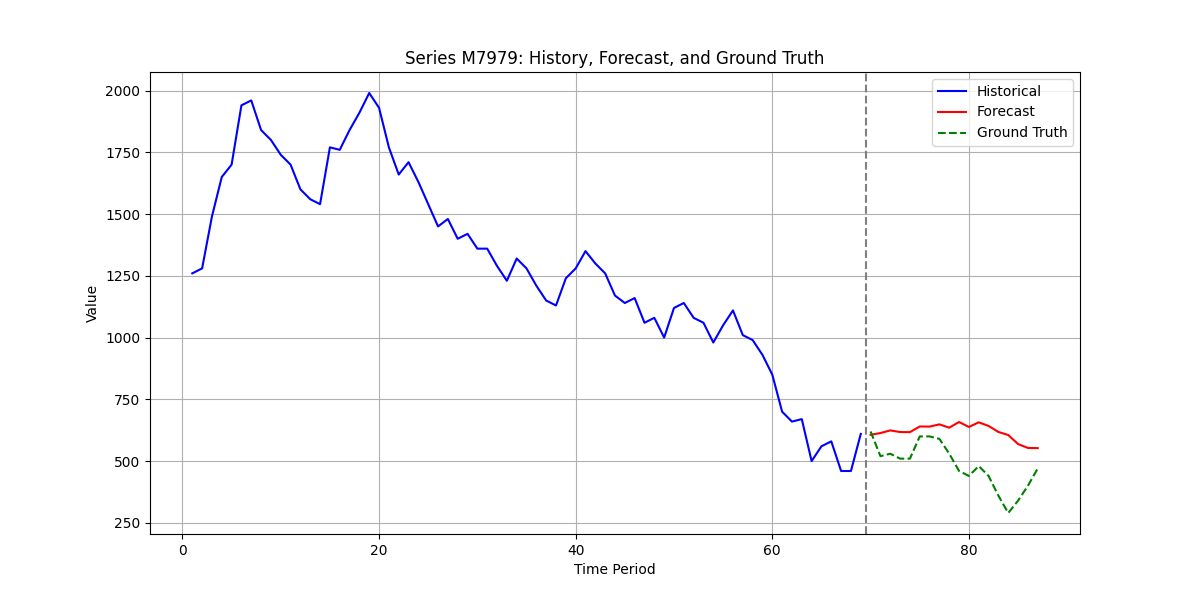 Series M7979: History, Forecast, and Ground Truth
Historical
Forecast
Ground Truth
2000
1750
1500
1250
1000
750
500
250
Value
0 20 40 60 80
Time Period